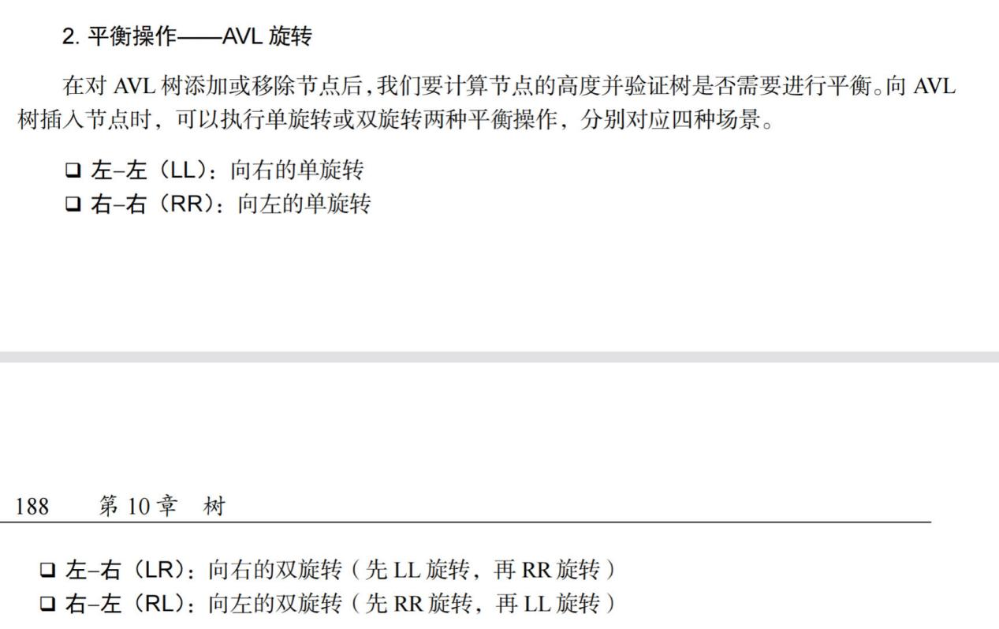 2. 平衡操作——AVL 旋转
在对 AVL 树添加或移除节点后，我们要计算节点的高度并验证树是否需要进行平衡。向 AVL
树插入节点时，可以执行单旋转或双旋转两种平衡操作，分别对应四种场景。
❑ 左–左（LL）：向右的单旋转
❑ 右–右（RR）：向左的单旋转
188 第 10 章 树
❑ 左–右（LR）：向右的双旋转（先 LL 旋转，再 RR 旋转）
❑ 右–左（RL）：向左的双旋转（先 RR 旋转，再 LL 旋转）